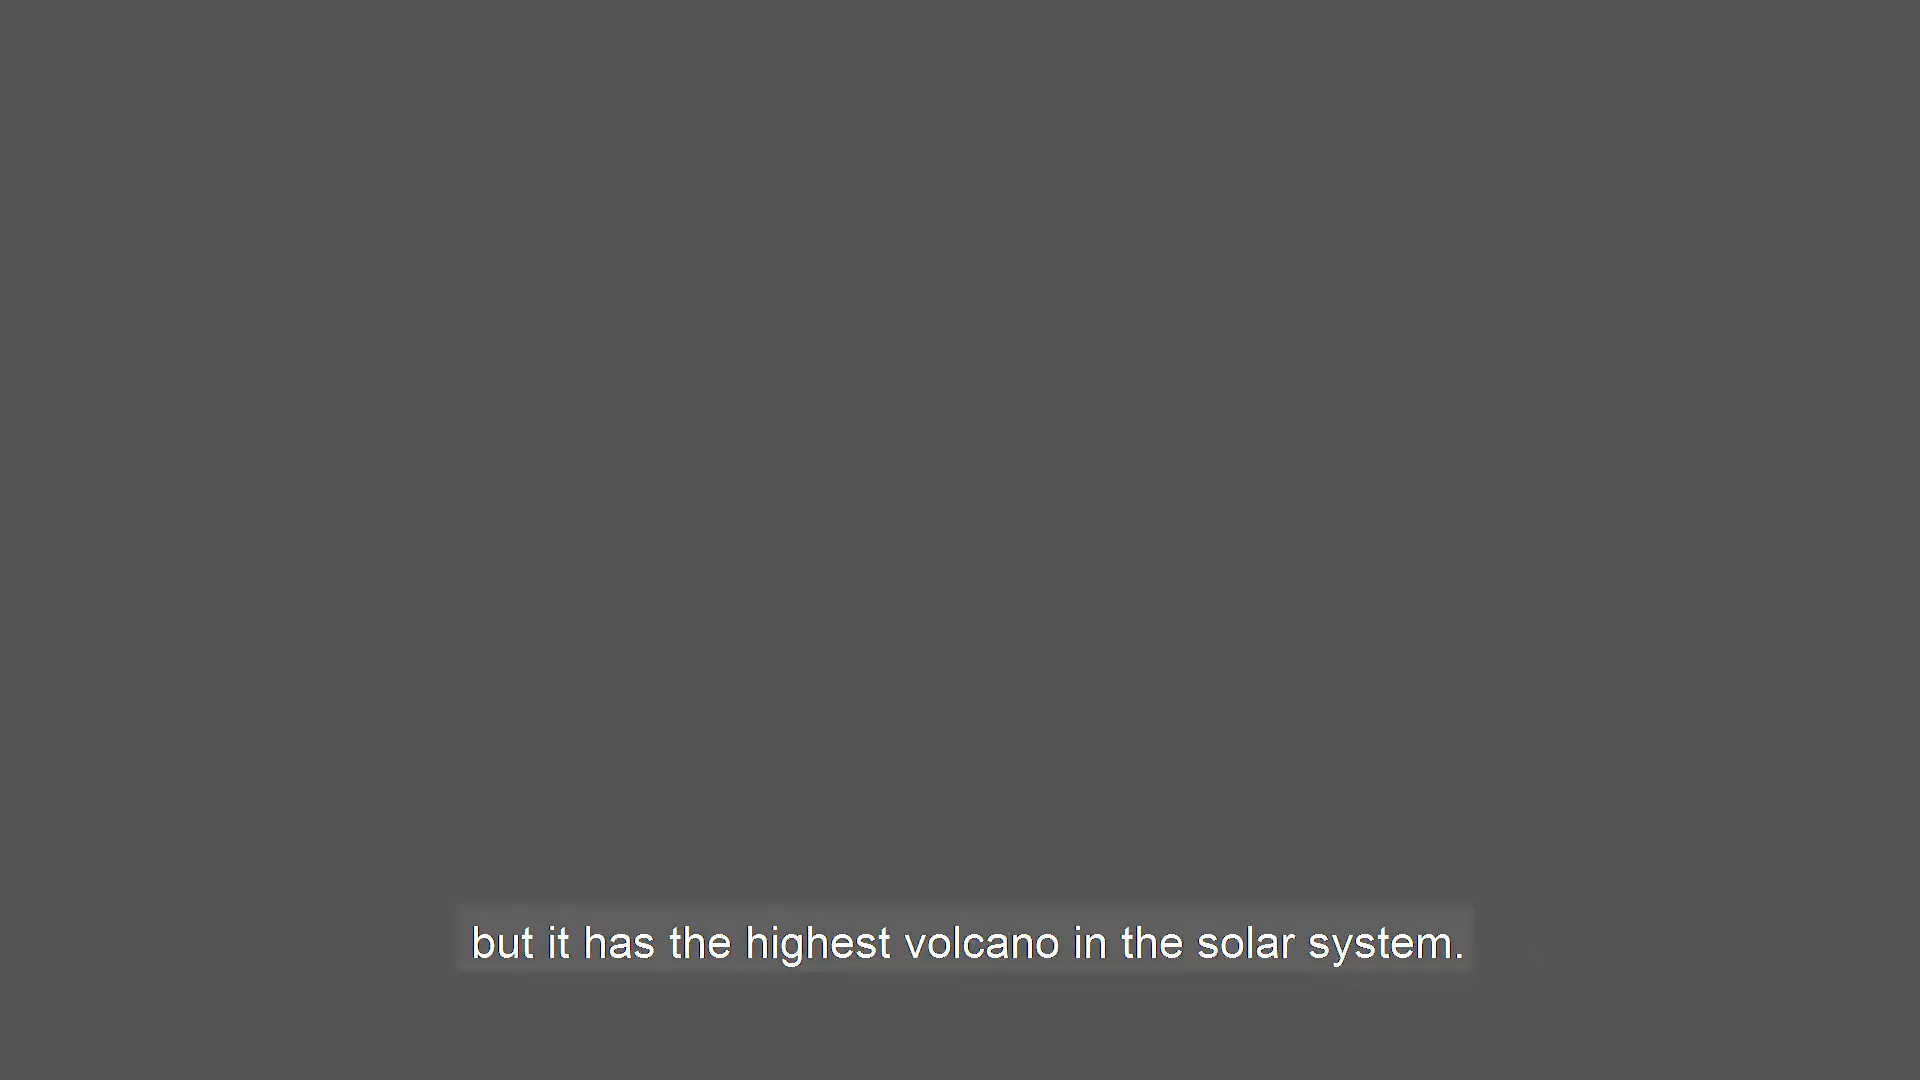 but it has the highest volcano in the solar system.